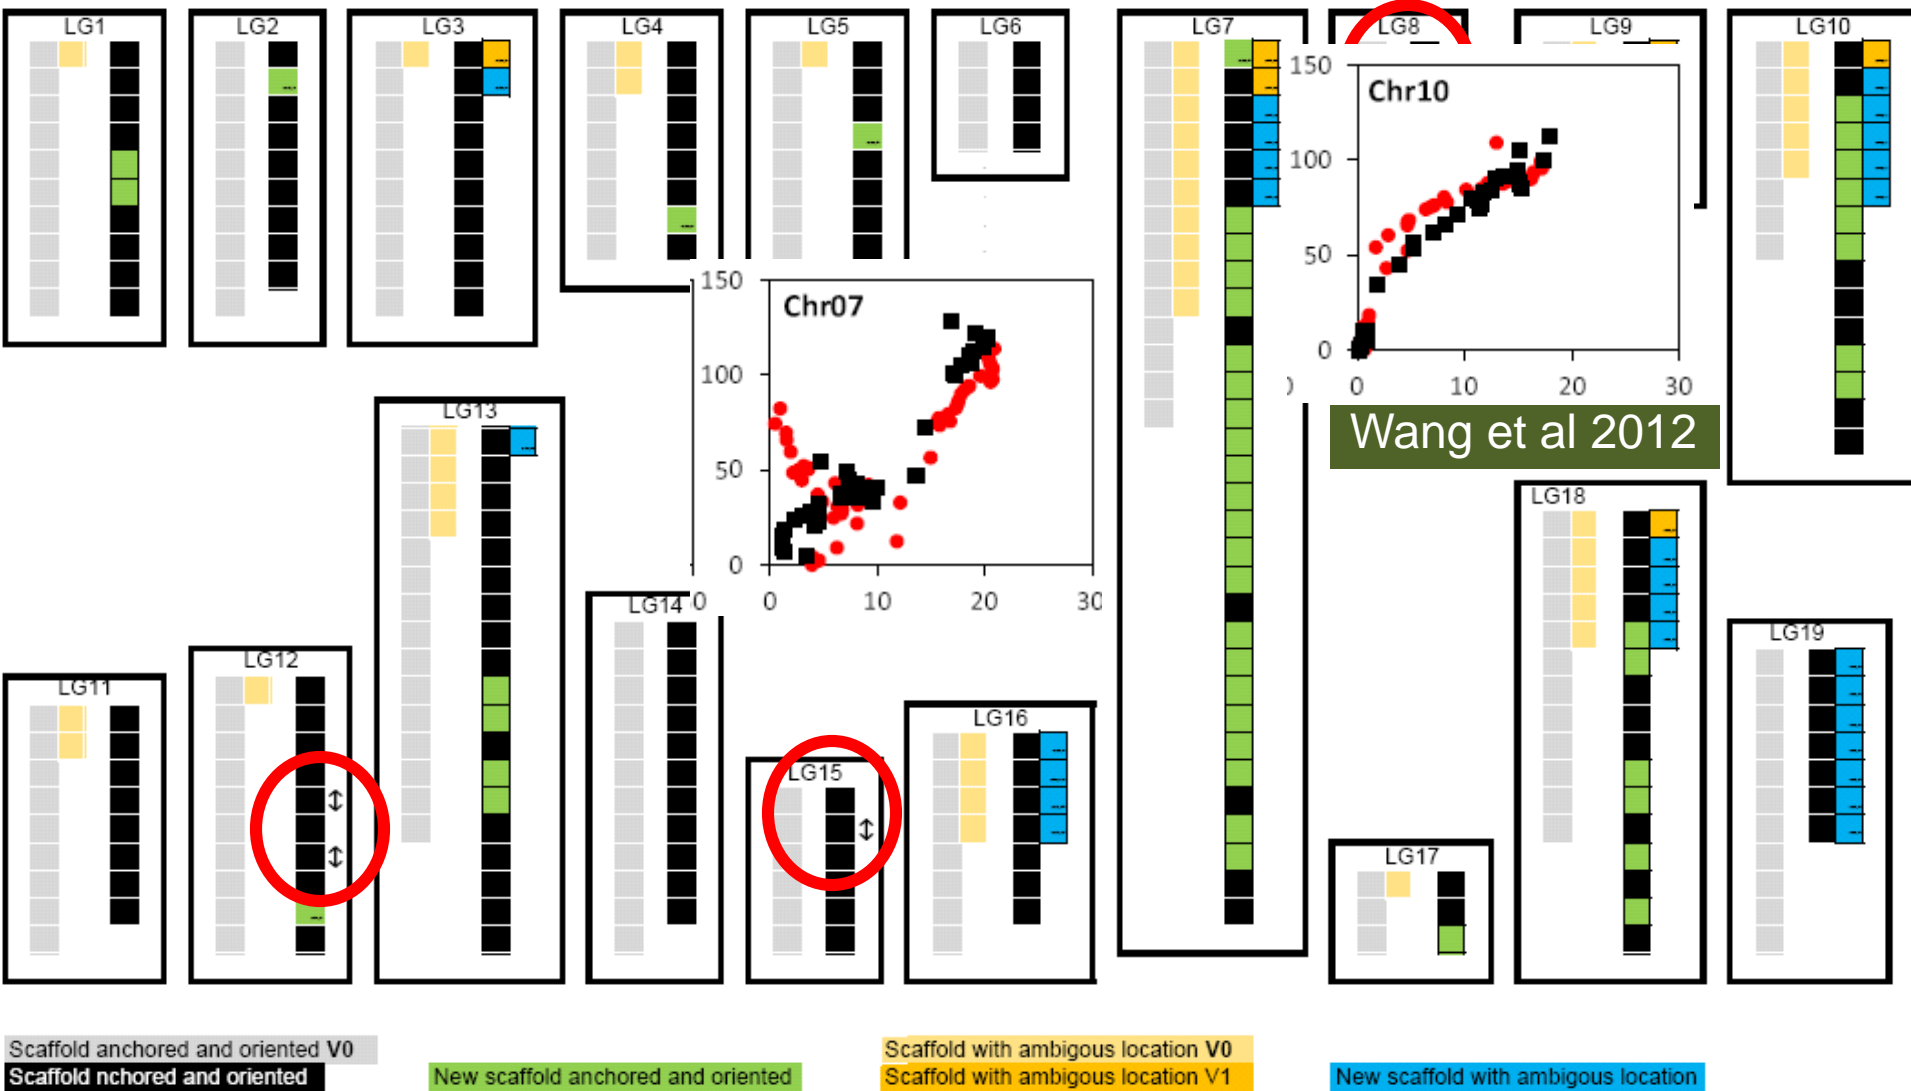 LG1
LG2
LG3
LG4
LG5
LG6
LG7
LG8
LG9
LG10
150
Chr10
100
50
0
0
0
10
20
30
Wang et al 2012
150
Chr07
100
50
0
0
0
10
20
30
LG11
LG12
LG13
LG14
LG15
LG16
LG17
LG18
LG19
Scaffold anchored and oriented V0
Scaffold nchored and oriented
New scaffold anchored and oriented
Scaffold with ambigous location V0
Scaffold with ambigous location V1
New scaffold with ambigous location